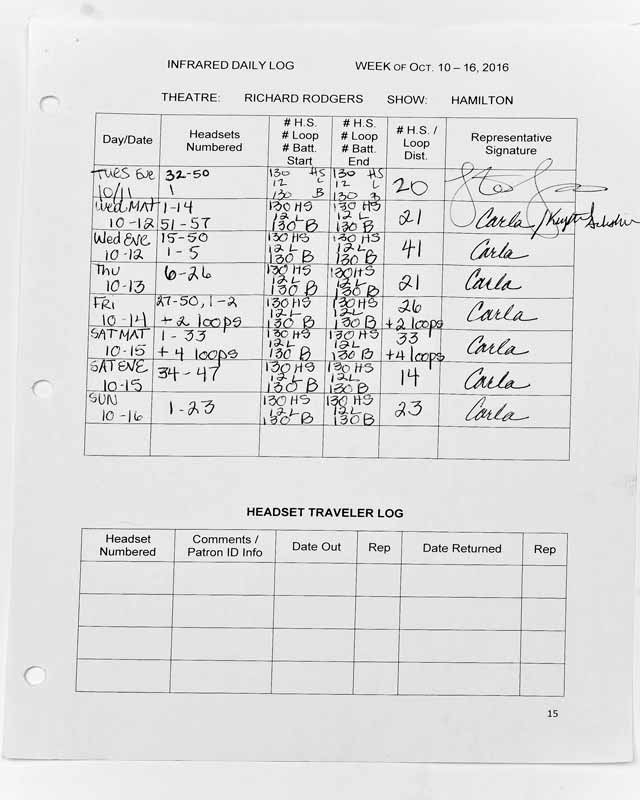 INFRARED DAILY LOG WEEK OF OCT. 10 – 16, 2016
THEATRE: RICHARD RODGERS SHOW: HAMILTON
Day/Date Headsets Numbered # H.S. # Loop # Batt. Start # H.S. # Loop # Batt. End # H.S. / Loop Dist. Representative Signature
TUES Eve 32-50 130 HS 130 HS
10/11 1 12 L 12 L 20
130 B 130 B
Wed MAT 1-14 130 HS 130 HS
10-12 51-57 12 L 12 L 21 Carla /
130 B 130 B
Wed EVE 15-50 130 HS 130 HS
10-12 1-5 12 L 12 L 41 Carla
130 B 130 B
Thu 6-26 130 HS 130 HS
10-13 12 L 12 L 21 Carla
130 B 130 B
FRI 27-50, 1-2 130 HS 130 HS 26
10-14 +2 loops 12 L 12 L +2 loops Carla
130 B 130 B
SAT MAT 1-33 130 HS 130 HS 33
10-15 +4 loops 12 L 12 L +4 loops Carla
130 B 130 B
SAT EVE 34-47 130 HS 130 HS 14
10-15 12 L 12 L Carla
130 B 130 B
SUN 1-23 130 HS 130 HS 23
10-16 12 L 12 L Carla
130 B 130 B
HEADSET TRAVELER LOG
Headset Numbered Comments / Patron ID Info Date Out Rep Date Returned Rep
15